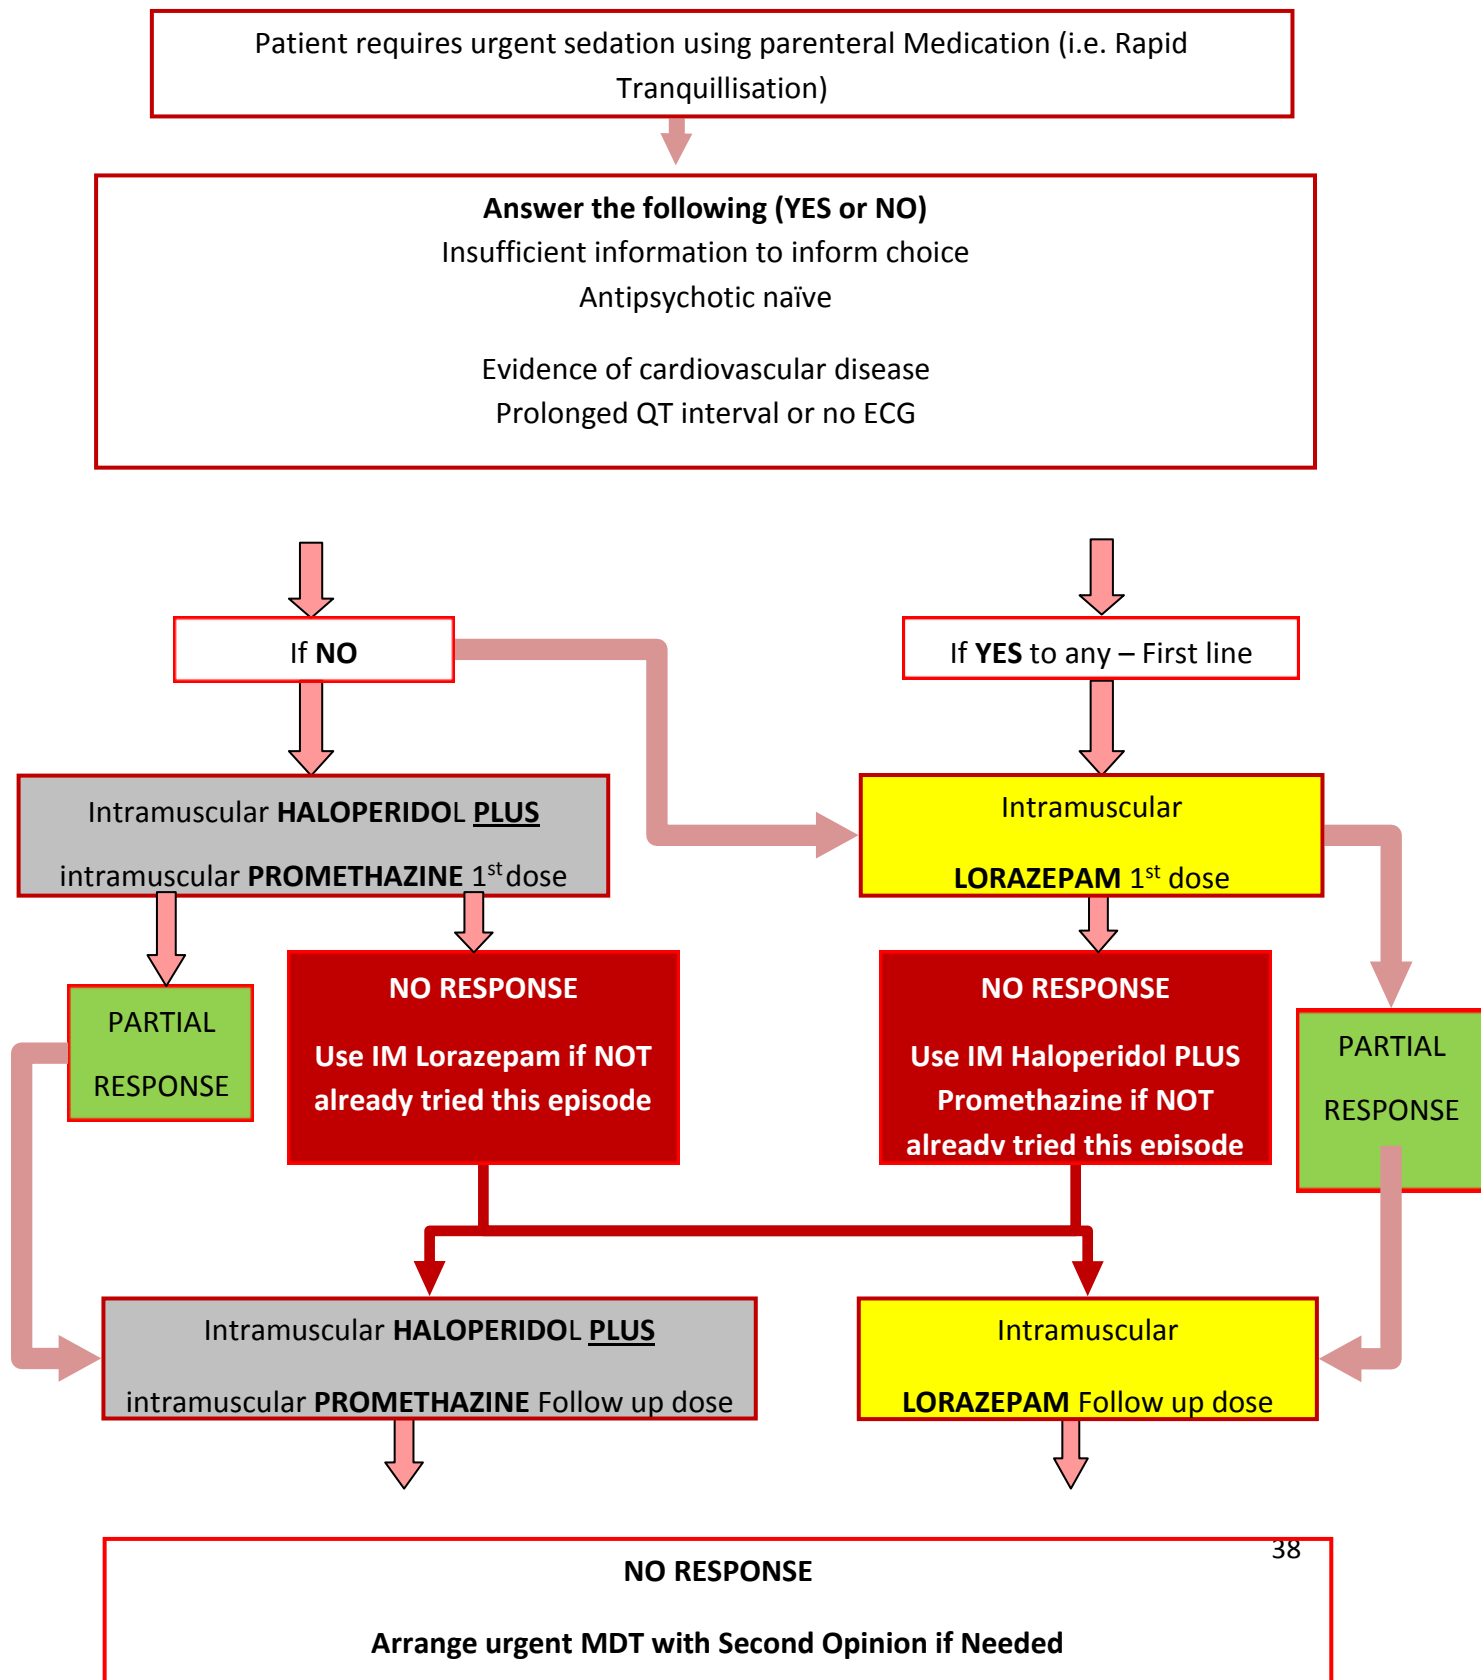 Patient requires urgent sedation using parenteral Medication (i.e. Rapid
Tranquillisation)
Answer the following (YES or NO)
Insufficient information to inform choice
Antipsychotic naïve
Evidence of cardiovascular disease
Prolonged QT interval or no ECG
If NO
If YES to any – First line
Intramuscular HALOPERIDOL PLUS
intramuscular PROMETHAZINE 1st dose
Intramuscular
LORAZEPAM 1st dose
PARTIAL
RESPONSE
NO RESPONSE
Use IM Lorazepam if NOT
already tried this episode
NO RESPONSE
Use IM Haloperidol PLUS
Promethazine if NOT
already tried this episode
PARTIAL
RESPONSE
Intramuscular HALOPERIDOL PLUS
intramuscular PROMETHAZINE Follow up dose
Intramuscular
LORAZEPAM Follow up dose
38
NO RESPONSE
Arrange urgent MDT with Second Opinion if Needed